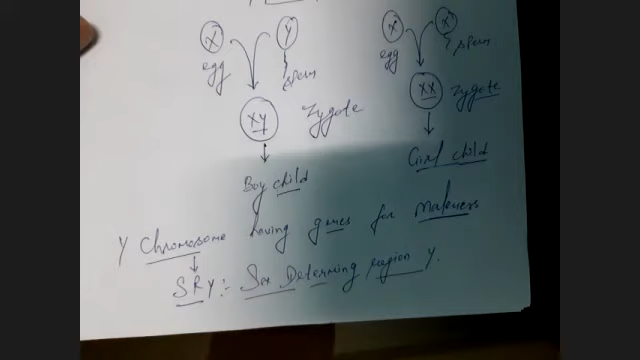 X Y X X
egg sperm egg sperm
XY Zygote XX Zygote
Boy child Girl child
Y Chromosome having genes for Maleness
SRY:- Sex Determing region Y.